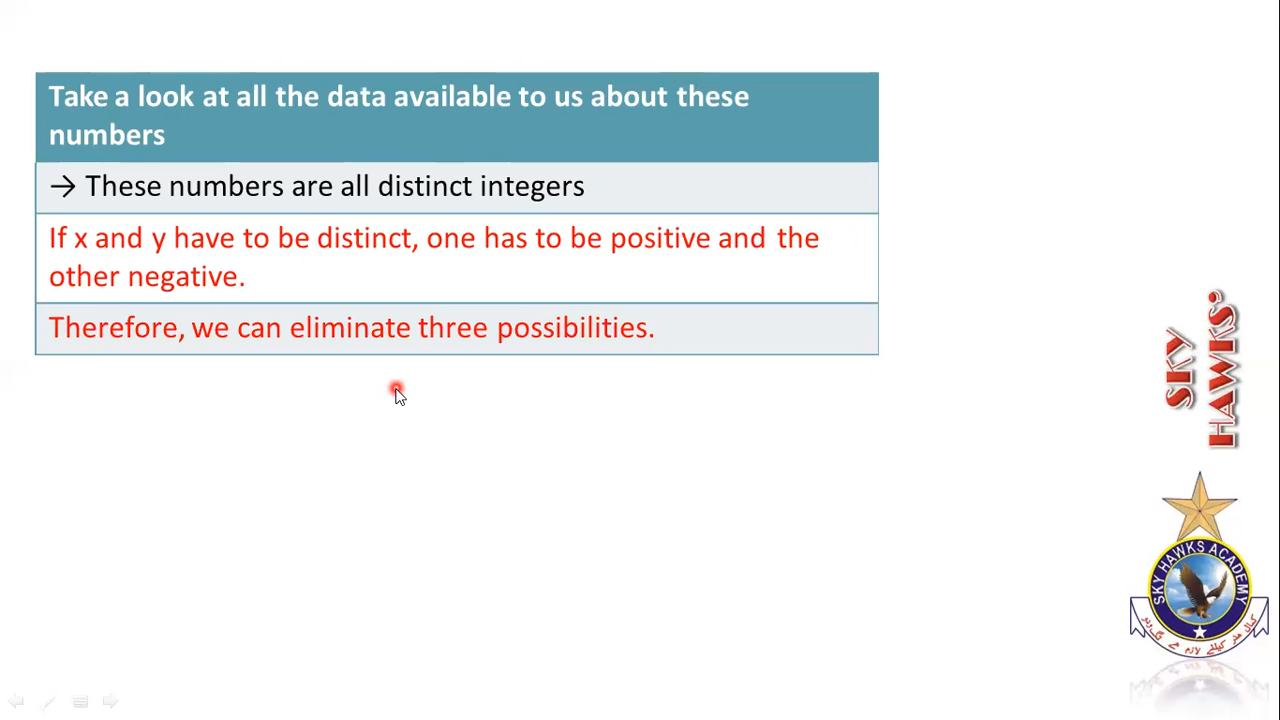 Take a look at all the data available to us about these
numbers
→ These numbers are all distinct integers
If x and y have to be distinct, one has to be positive and the
other negative.
Therefore, we can eliminate three possibilities.
SKY
HAWKS
SKY HAWKS ACADEMY